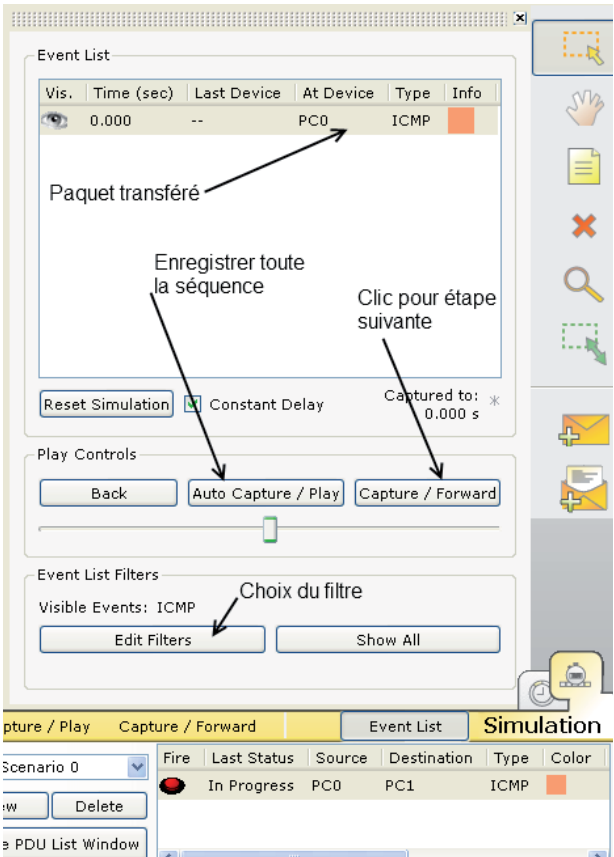 Event List
Vis. Time (sec) Last Device At Device Type Info
0.000 -- PC0 ICMP
Paquet transféré
Enregistrer toute
la séquence
Clic pour étape
suivante
Reset Simulation Constant Delay Captured to: *
0.000 s
Play Controls
Back Auto Capture / Play Capture / Forward
Event List Filters
Choix du filtre
Visible Events: ICMP
Edit Filters Show All
pture / Play Capture / Forward Event List Simulation
Scenario 0 Fire Last Status Source Destination Type Color
In Progress PC0 PC1 ICMP
ew Delete
e PDU List Window